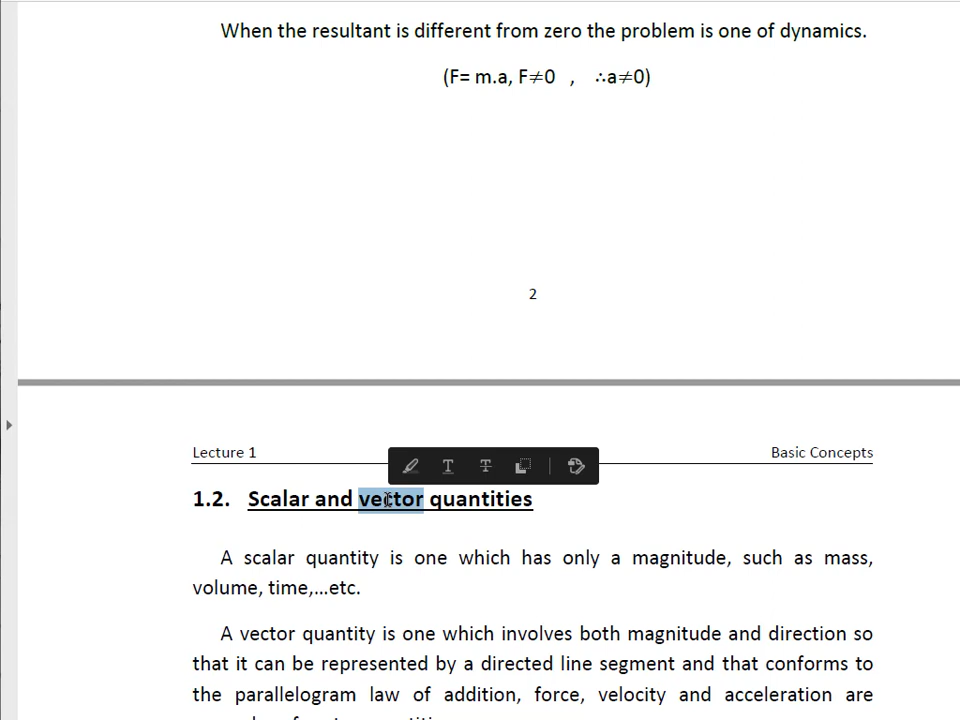 When the resultant is different from zero the problem is one of dynamics.
(F= m.a, F≠0 , ∴a≠0)
2
Lecture 1 Basic Concepts
1.2. Scalar and vector quantities
A scalar quantity is one which has only a magnitude, such as mass,
volume, time,...etc.
A vector quantity is one which involves both magnitude and direction so
that it can be represented by a directed line segment and that conforms to
the parallelogram law of addition, force, velocity and acceleration are